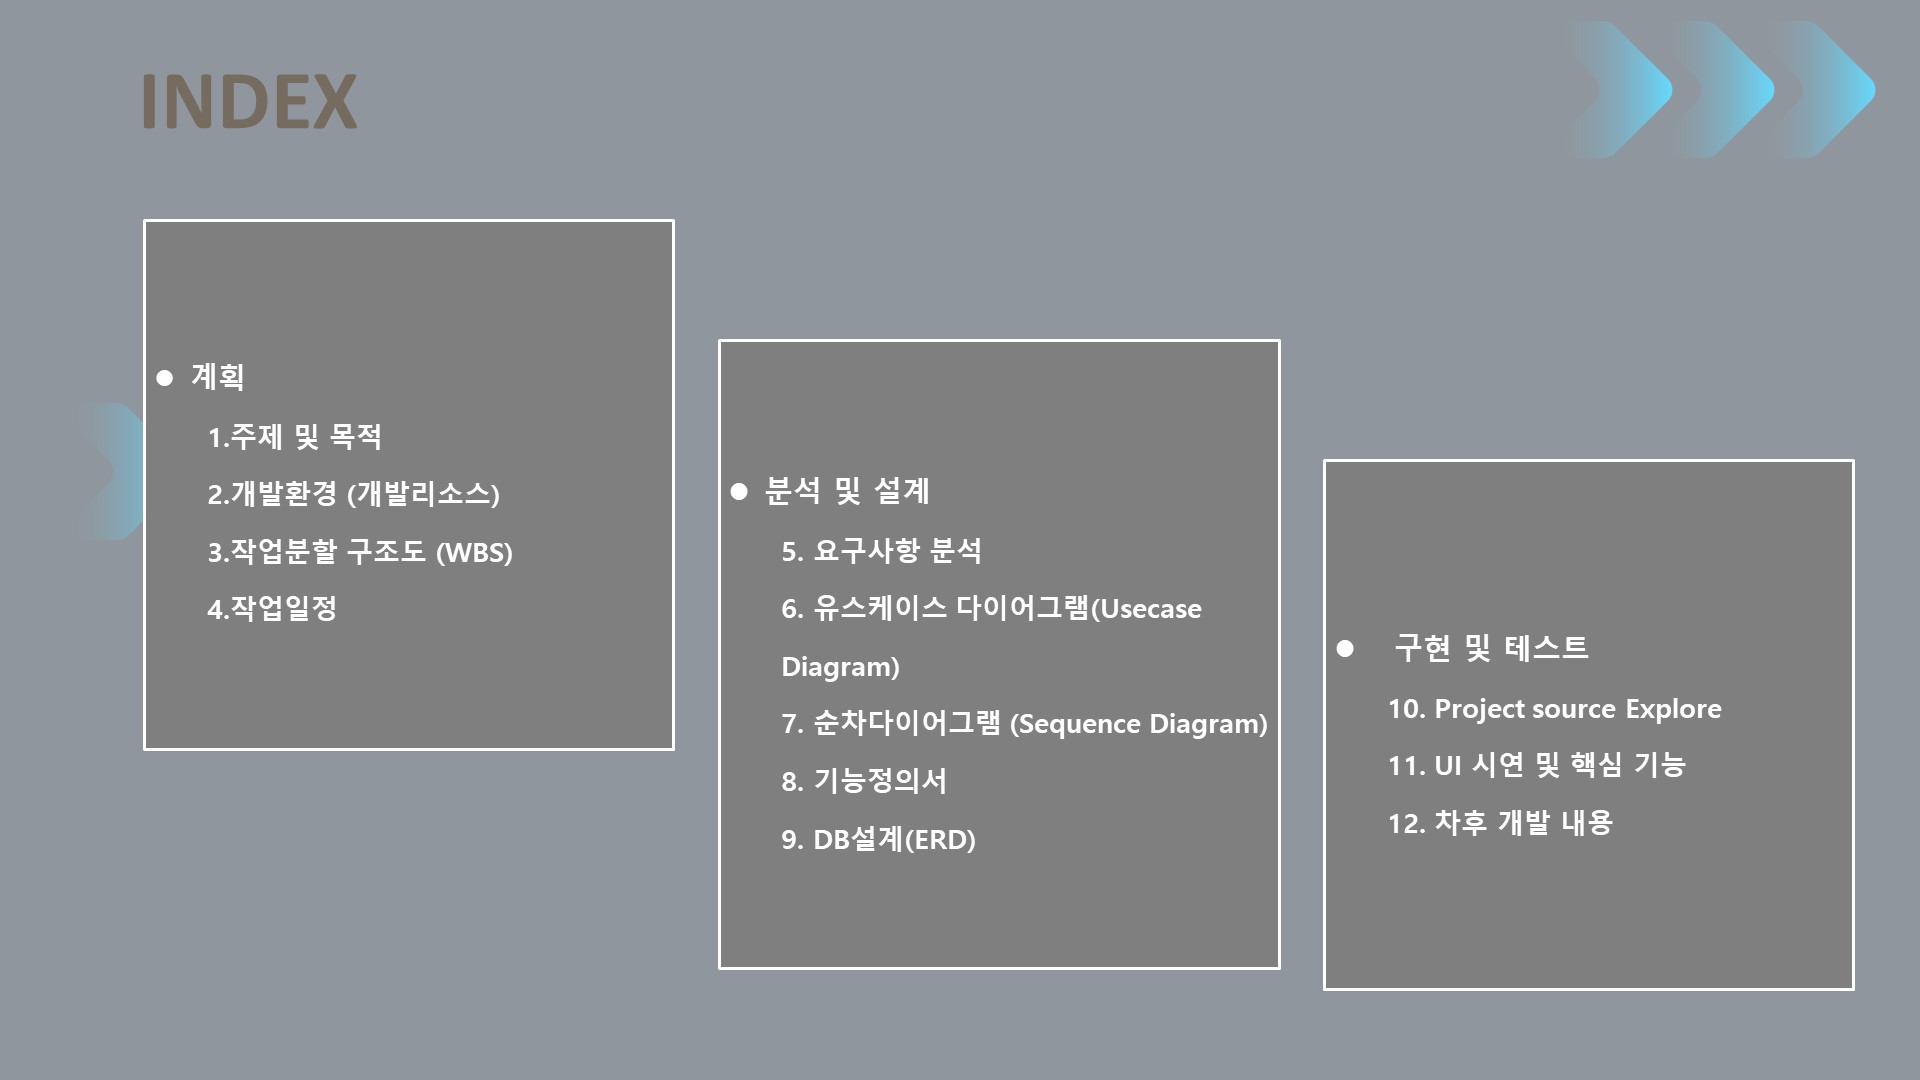 INDEX
● 계획
1.주제 및 목적
2.개발환경 (개발리소스)
3.작업분할 구조도 (WBS)
4.작업일정
● 분석 및 설계
5. 요구사항 분석
6. 유스케이스 다이어그램(Usecase
Diagram)
7. 순차다이어그램 (Sequence Diagram)
8. 기능정의서
9. DB설계(ERD)
● 구현 및 테스트
10. Project source Explore
11. UI 시연 및 핵심 기능
12. 차후 개발 내용